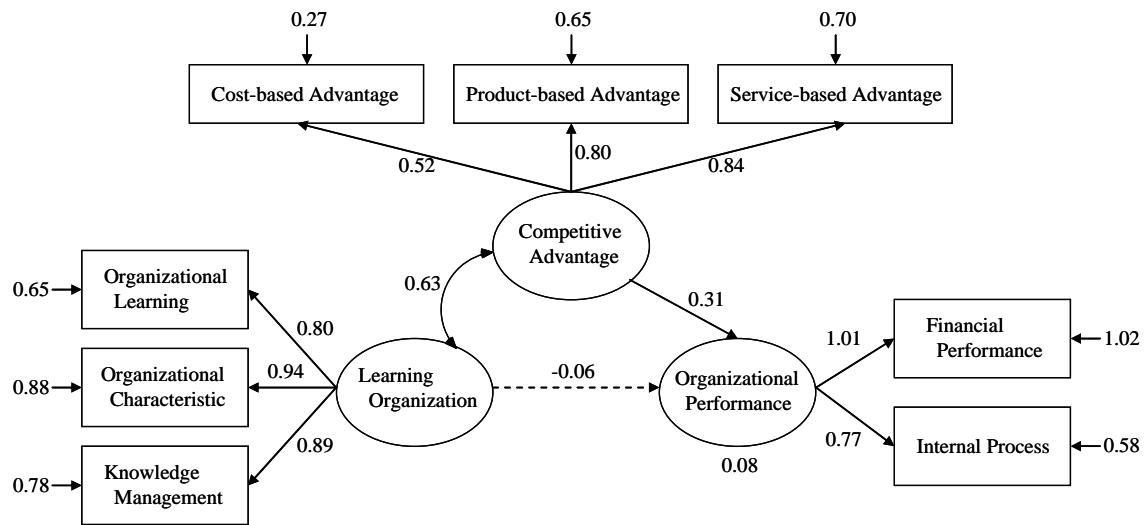 0.27
0.65
0.70
Cost-based Advantage
Product-based Advantage
Service-based Advantage
0.52
0.80
0.84
Competitive
Advantage
0.63
0.31
0.65
Organizational
Learning
0.80
0.88
Organizational
Characteristic
0.94
0.78
Knowledge
Management
0.89
Learning
Organization
-0.06
Organizational
Performance
0.08
1.01
Financial
Performance
1.02
0.77
Internal Process
0.58